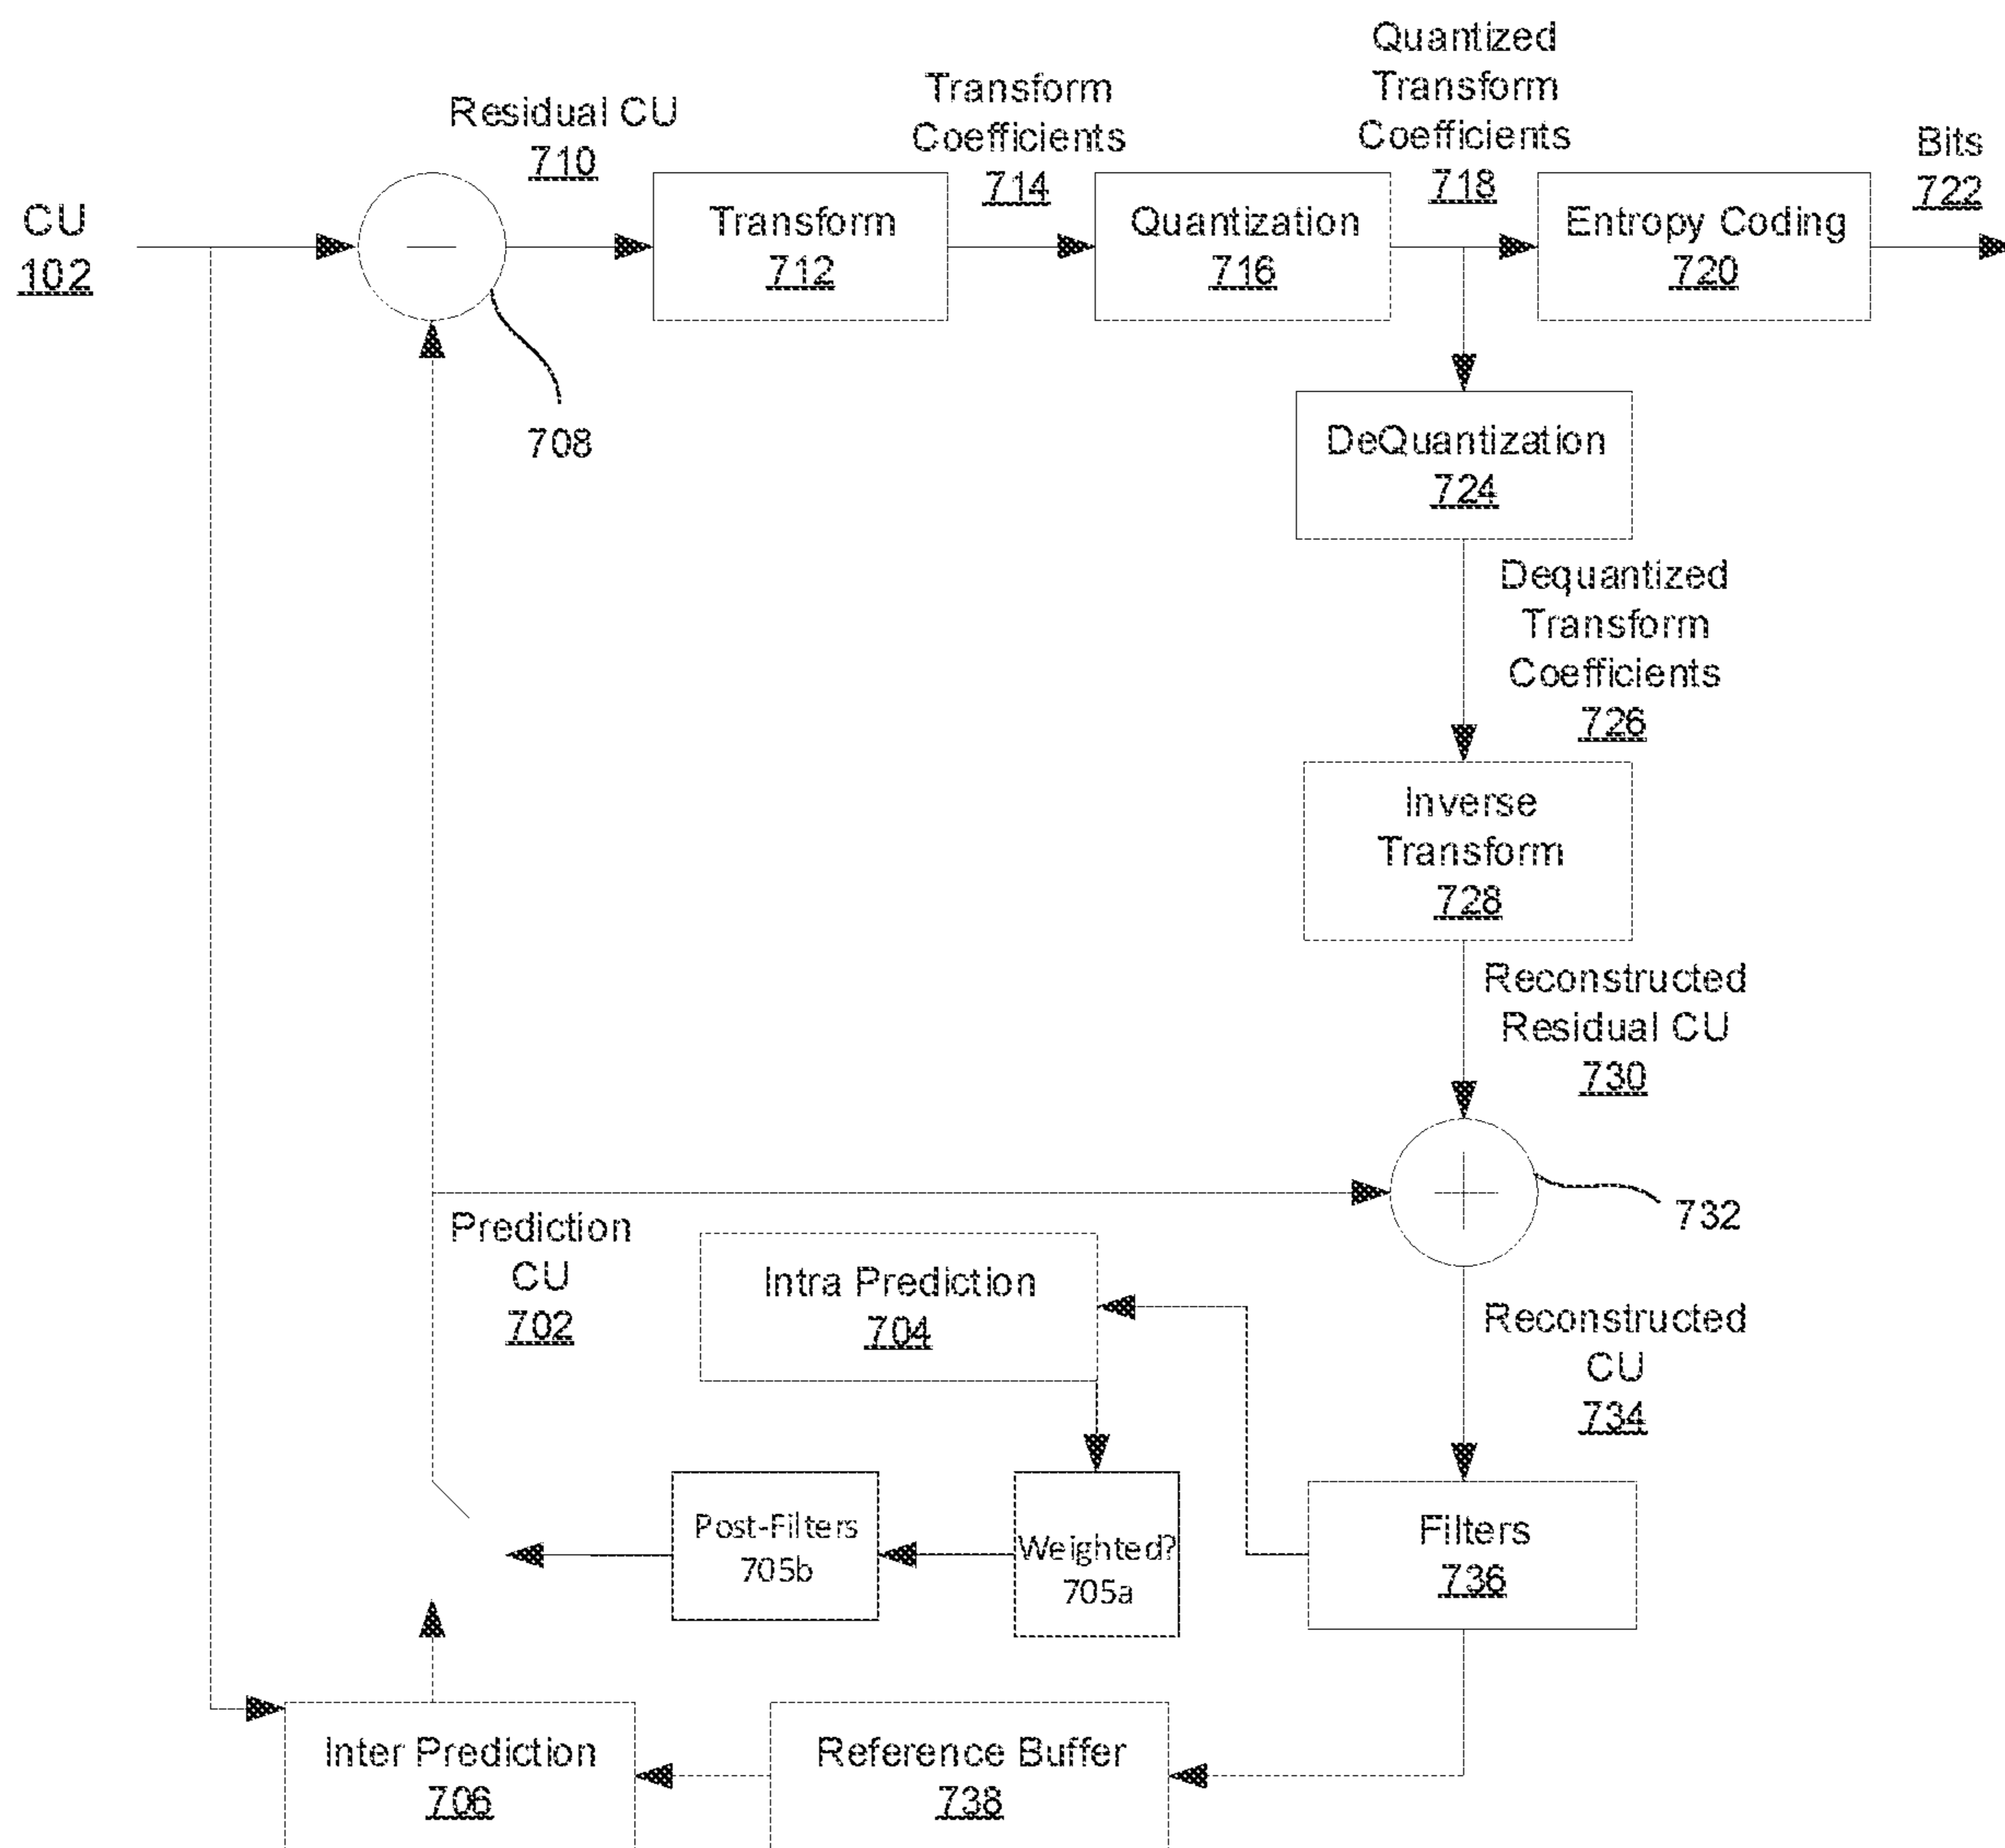 Quantized
Transform
Coefficients
718
Transform
Coefficients
714
Residual CU
710
Bits
722
CU
102
Transform
712
Quantization
716
Entropy Coding
720
708
DeQuantization
724
Dequantized
Transform
Coefficients
726
Inverse
Transform
728
Reconstructed
Residual CU
730
732
Prediction
CU
702
Intra Prediction
704
Reconstructed
CU
734
Post-Filters
705b
Weighted?
705a
Filters
736
Inter Prediction
706
Reference Buffer
738